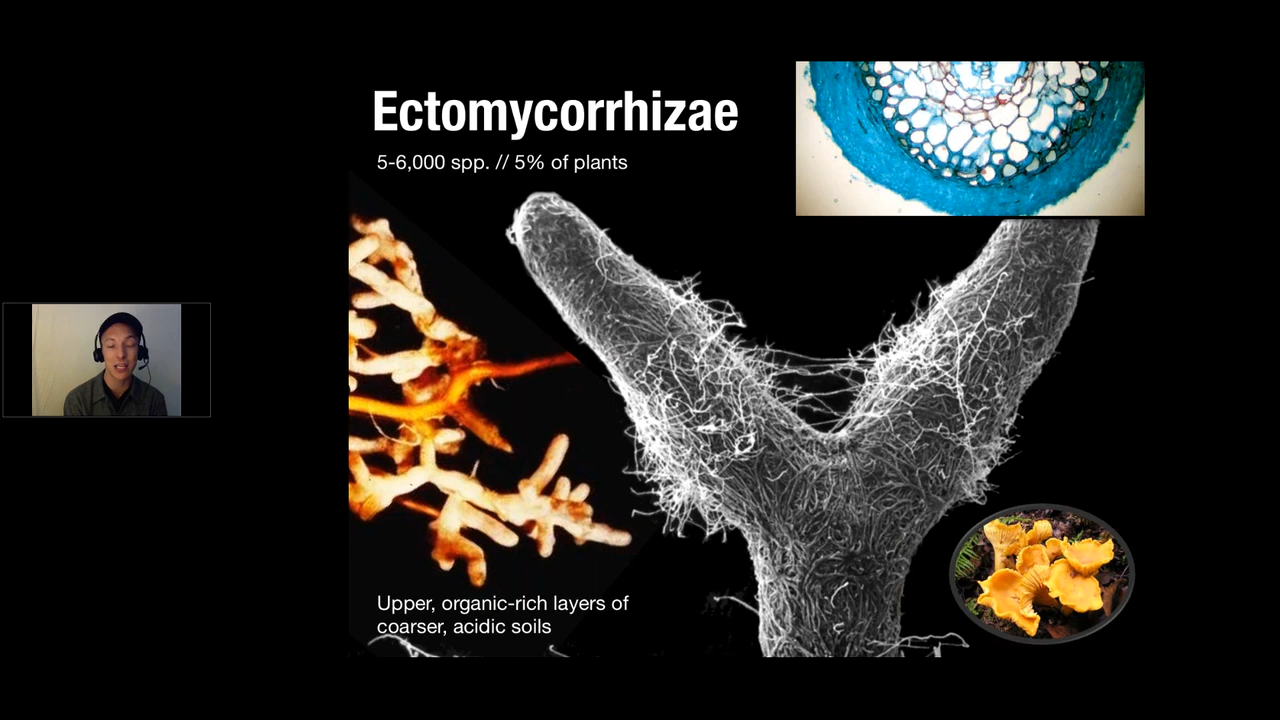 Ectomycorrhizae
5-6,000 spp. // 5% of plants
Upper, organic-rich layers of
coarser, acidic soils